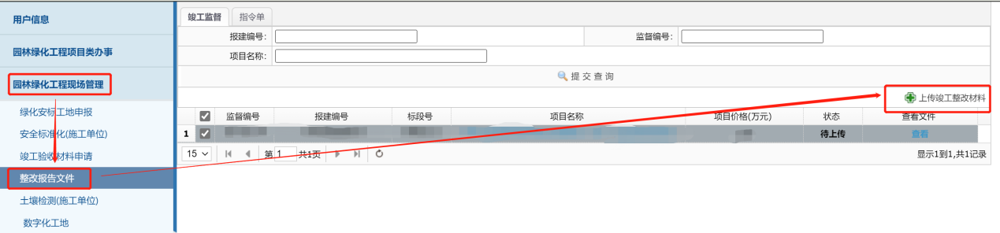 用户信息
园林绿化工程项目类办事
园林绿化工程现场管理
绿化安标工地申报
安全标准化(施工单位)
竣工验收材料申请
整改报告文件
土壤检测(施工单位)
数字化工地
竣工监督 指令单
报建编号: 监督编号:
项目名称:
提交查询
上传竣工整改材料
监督编号 报建编号 标段号 项目名称 项目价格(万元) 状态 查看文件
1 待上传 查看
15 第 1 共1页 显示1到1,共1记录